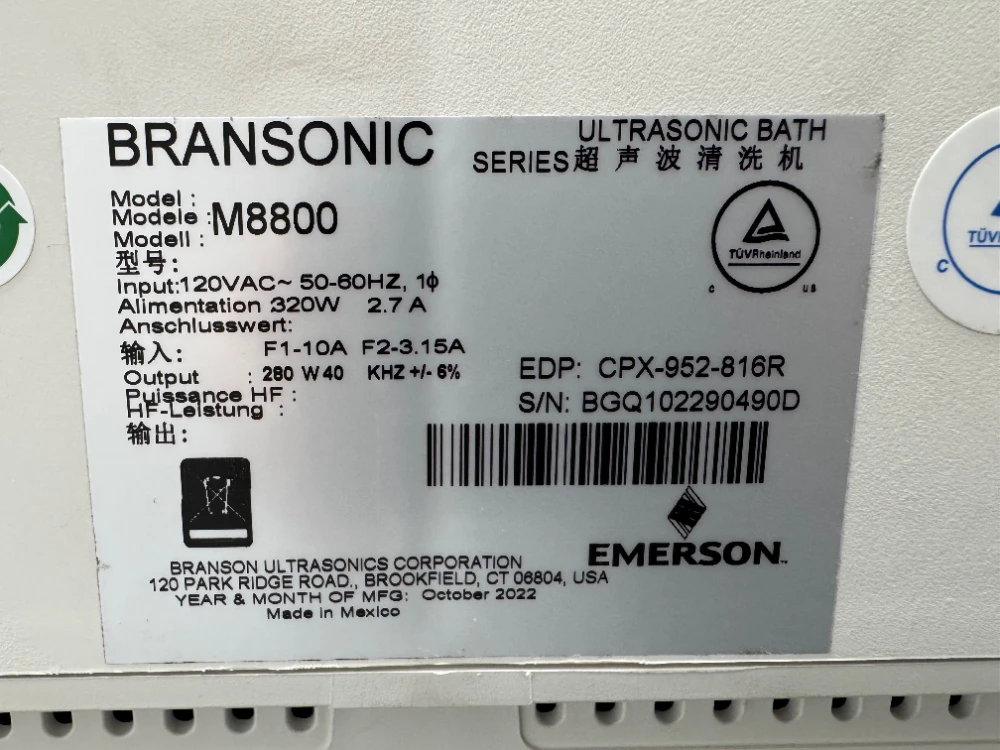 BRANSONIC
ULTRASONIC BATH
SERIES超声波清洗机
Model :
Modele :M8800
Modell :
型号:
Input:120VAC~ 50-60HZ, 1ϕ
Alimentation 320W 2.7 A
Anschlusswert:
输入: F1-10A F2-3.15A
Output : 280 W 40 KHZ +/- 6%
Puissance HF :
HF-Leistung :
输出:
TÜVRheinland
C US
EDP: CPX-952-816R
S/N: BGQ102290490D
EMERSON™
BRANSON ULTRASONICS CORPORATION
120 PARK RIDGE ROAD., BROOKFIELD, CT 06804, USA
YEAR & MONTH OF MFG: October 2022
Made in Mexico
TÜV
C